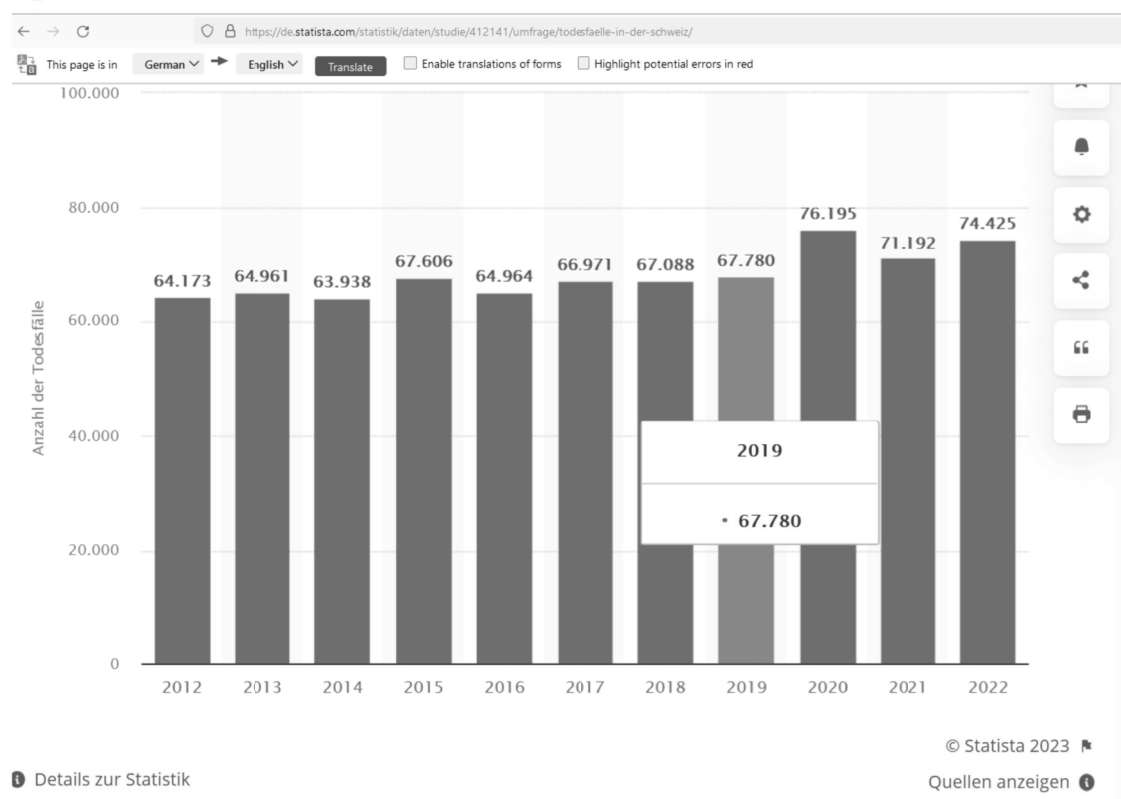 https://de.statista.com/statistik/daten/studie/412141/umfrage/todesfaelle-in-der-schweiz/
This page is in German English Translate Enable translations of forms Highlight potential errors in red
100.000
80.000
60.000
40.000
20.000
0
Anzahl der Todesfälle
64.173 64.961 63.938 67.606 64.964 66.971 67.088 67.780 76.195 71.192 74.425
2019
67.780
2012 2013 2014 2015 2016 2017 2018 2019 2020 2021 2022
© Statista 2023
Details zur Statistik
Quellen anzeigen